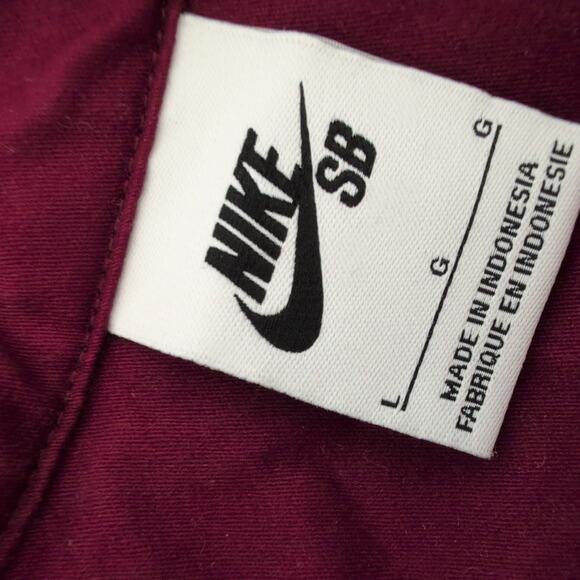 NIKE SB
L G G
MADE IN INDONESIA
FABRIQUE EN INDONESIE